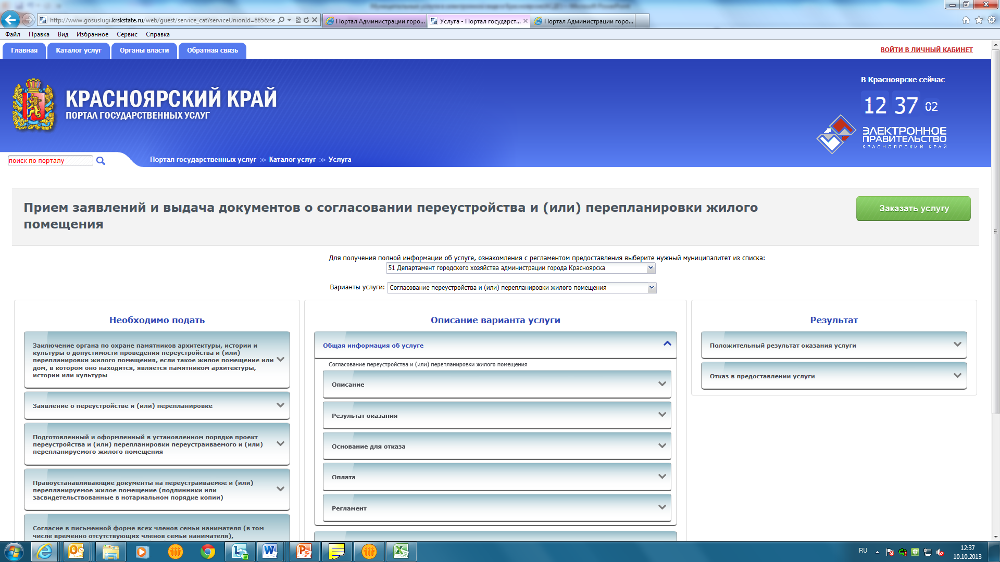 http://www.gosuslugi.krskstate.ru/web/guest/service_cat?serviceUnionId=885&se
Портал Администрации горо...
Услуга - Портал государст...
Портал Администрации горо...
Файл Правка Вид Избранное Сервис Справка
Главная Каталог услуг Органы власти Обратная связь
ВОЙТИ В ЛИЧНЫЙ КАБИНЕТ
КРАСНОЯРСКИЙ КРАЙ
ПОРТАЛ ГОСУДАРСТВЕННЫХ УСЛУГ
В Красноярске сейчас
12 37 02
ЭЛЕКТРОННОЕ
ПРАВИТЕЛЬСТВО
КРАСНОЯРСКИЙ КРАЙ
поиск по порталу
Портал государственных услуг >> Каталог услуг >> Услуга
Прием заявлений и выдача документов о согласовании переустройства и (или) перепланировки жилого
помещения
Заказать услугу
Для получения полной информации об услуге, ознакомления с регламентом предоставления выберите нужный муниципалитет из списка:
51 Департамент городского хозяйства администрации города Красноярска
Варианты услуги: Согласование переустройства и (или) перепланировки жилого помещения
Необходимо подать
Заключение органа по охране памятников архитектуры, истории и
культуры о допустимости проведения переустройства и (или)
перепланировки жилого помещения, если такое жилое помещение или
дом, в котором оно находится, является памятником архитектуры,
истории или культуры
Заявление о переустройстве и (или) перепланировке
Подготовленный и оформленный в установленном порядке проект
переустройства и (или) перепланировки переустраиваемого и (или)
перепланируемого жилого помещения
Правоустанавливающие документы на переустраиваемое и (или)
перепланируемое жилое помещение (подлинники или
засвидетельствованные в нотариальном порядке копии)
Согласие в письменной форме всех членов семьи нанимателя (в том
числе временно отсутствующих членов семьи нанимателя),
Описание варианта услуги
Общая информация об услуге
Согласование переустройства и (или) перепланировки жилого помещения
Описание
Результат оказания
Основание для отказа
Оплата
Регламент
Результат
Положительный результат оказания услуги
Отказ в предоставлении услуги
RU
12:37
10.10.2013